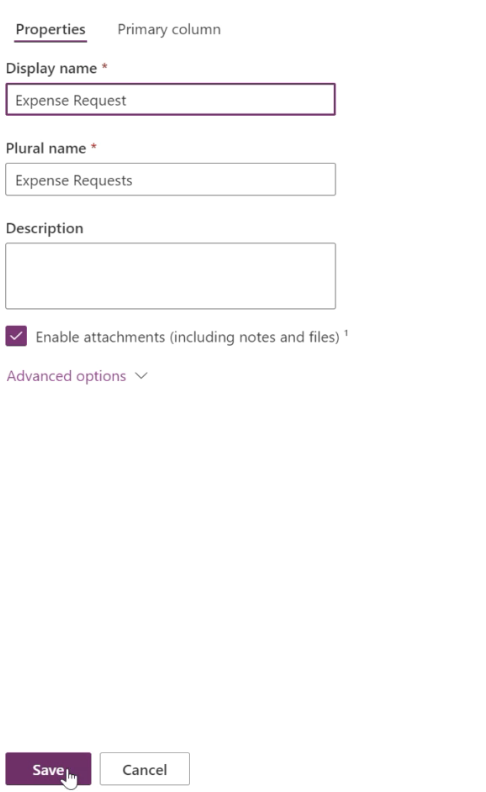 Properties Primary column
Display name *
Expense Request
Plural name *
Expense Requests
Description
Enable attachments (including notes and files) ¹
Advanced options
Save Cancel